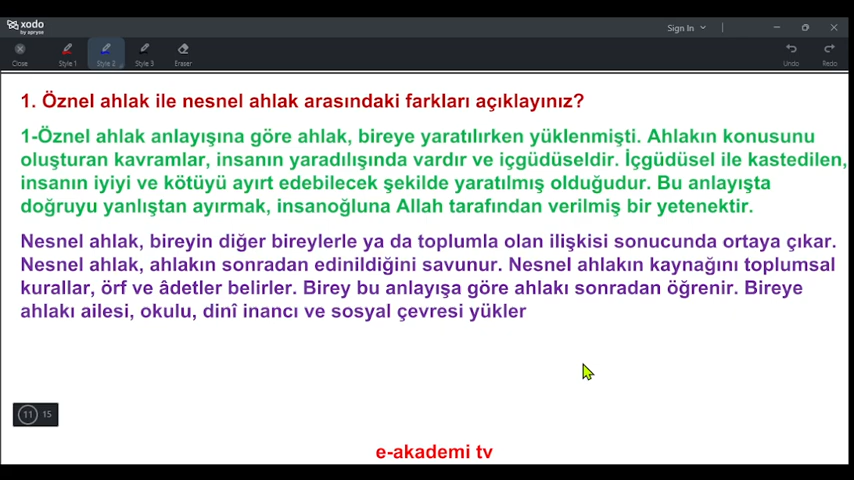 xodo
by apryse
Sign In
Close
Style 1
Style 2
Style 3
Eraser
Undo
Redo
1. Öznel ahlak ile nesnel ahlak arasındaki farkları açıklayınız?
1-Öznel ahlak anlayışına göre ahlak, bireye yaratılırken yüklenmişti. Ahlakın konusunu
oluşturan kavramlar, insanın yaradılışında vardır ve içgüdüseldir. İçgüdüsel ile kastedilen,
insanın iyiyi ve kötüyü ayırt edebilecek şekilde yaratılmış olduğudur. Bu anlayışta
doğruyu yanlıştan ayırmak, insanoğluna Allah tarafından verilmiş bir yetenektir.
Nesnel ahlak, bireyin diğer bireylerle ya da toplumla olan ilişkisi sonucunda ortaya çıkar.
Nesnel ahlak, ahlakın sonradan edinildiğini savunur. Nesnel ahlakın kaynağını toplumsal
kurallar, örf ve âdetler belirler. Birey bu anlayışa göre ahlakı sonradan öğrenir. Bireye
ahlakı ailesi, okulu, dinî inancı ve sosyal çevresi yükler
11 15
e-akademi tv